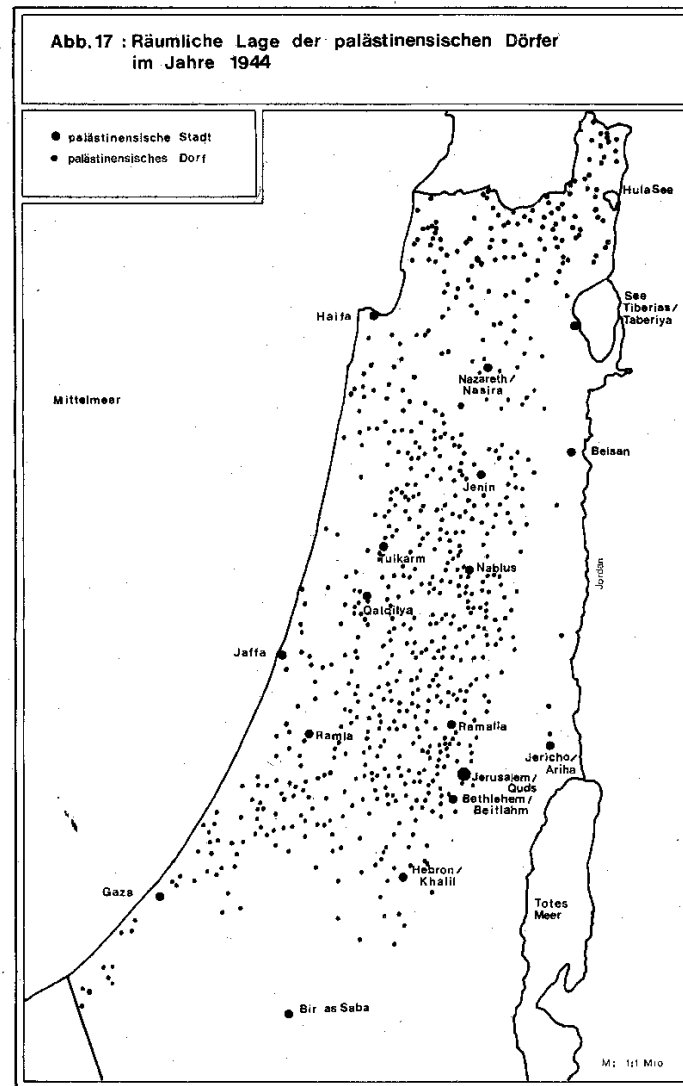 Abb. 17 : Räumliche Lage der palästinensischen Dörfer
im Jahre 1944
palästinensische Stadt
palästinensisches Dorf
Hula See
See
Tiberias/
Taberiya
Haifa
Nazareth/
Nasira
Mittelmeer
Beisan
Jenin
Tulkarm
Nablus
Jordan
Qalqilya
Jaffa
Ramla
Ramalla
Jericho/
Ariha
Jerusalem/
Quds
Bethlehem/
Beitlahm
Hebron/
Khalil
Gaza
Totes
Meer
Bir as Saba
M: 1:1 Mio